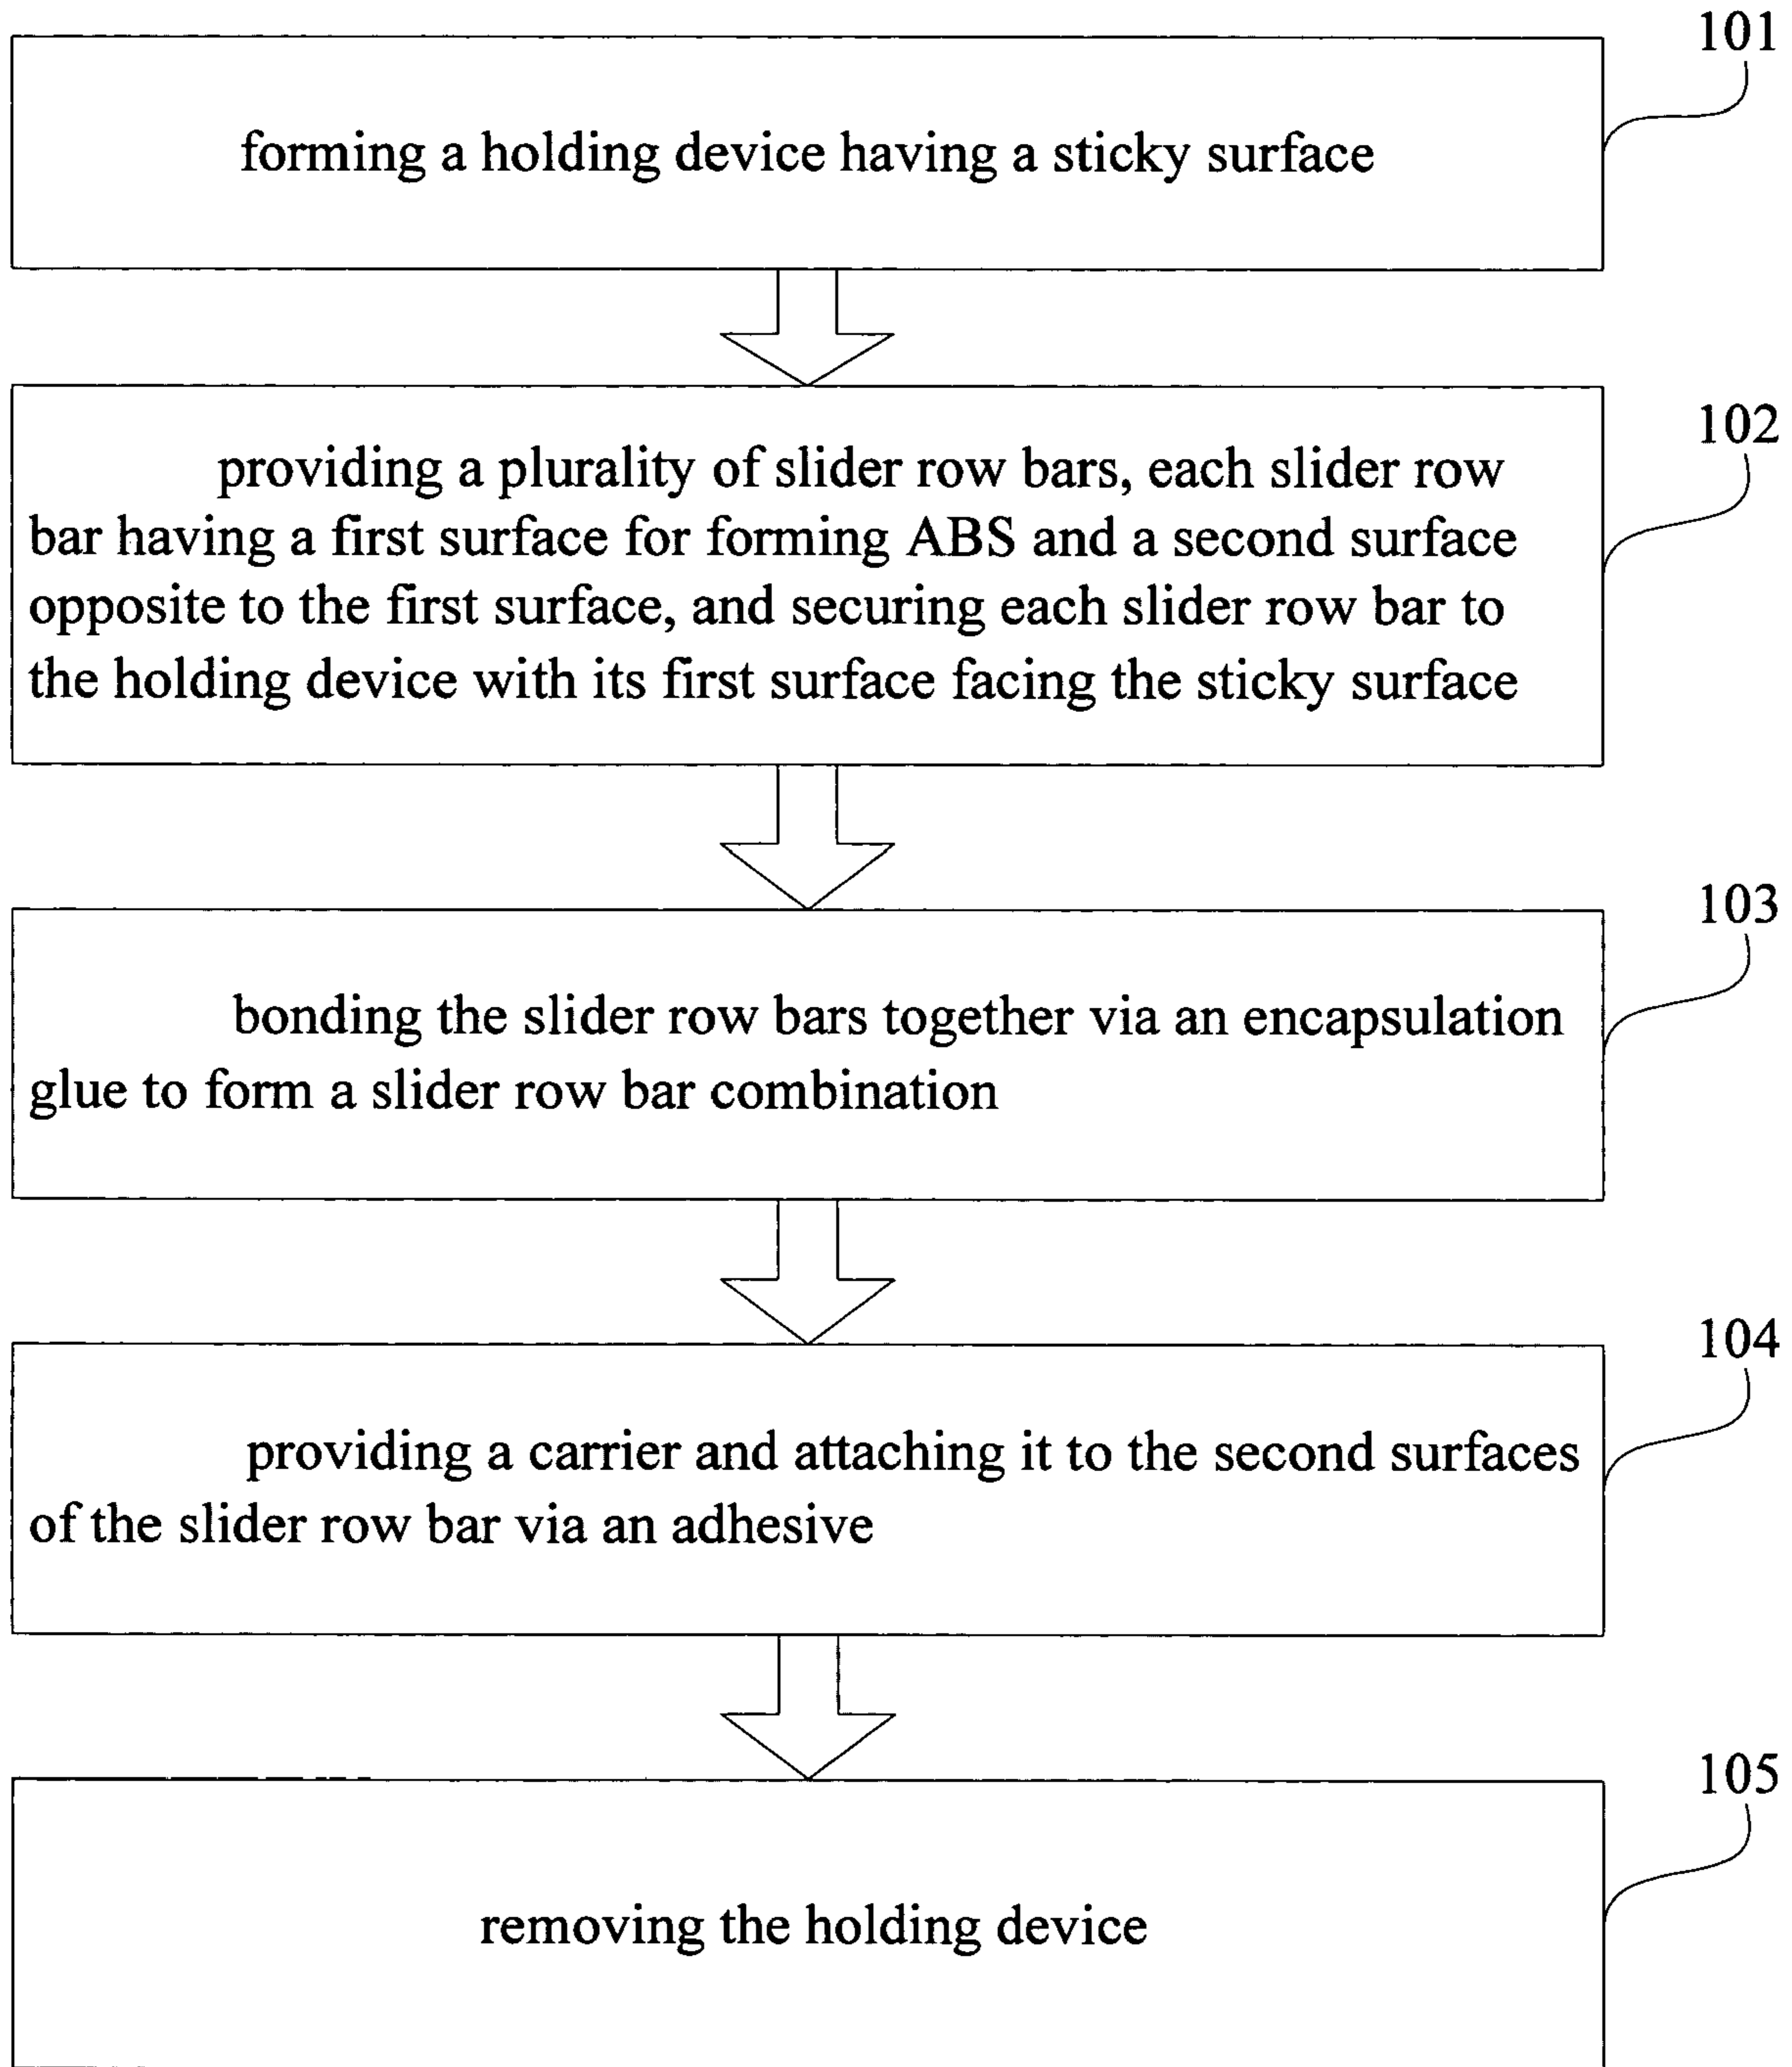 101
forming a holding device having a sticky surface
102
providing a plurality of slider row bars, each slider row
bar having a first surface for forming ABS and a second surface
opposite to the first surface, and securing each slider row bar to
the holding device with its first surface facing the sticky surface
103
bonding the slider row bars together via an encapsulation
glue to form a slider row bar combination
104
providing a carrier and attaching it to the second surfaces
of the slider row bar via an adhesive
105
removing the holding device